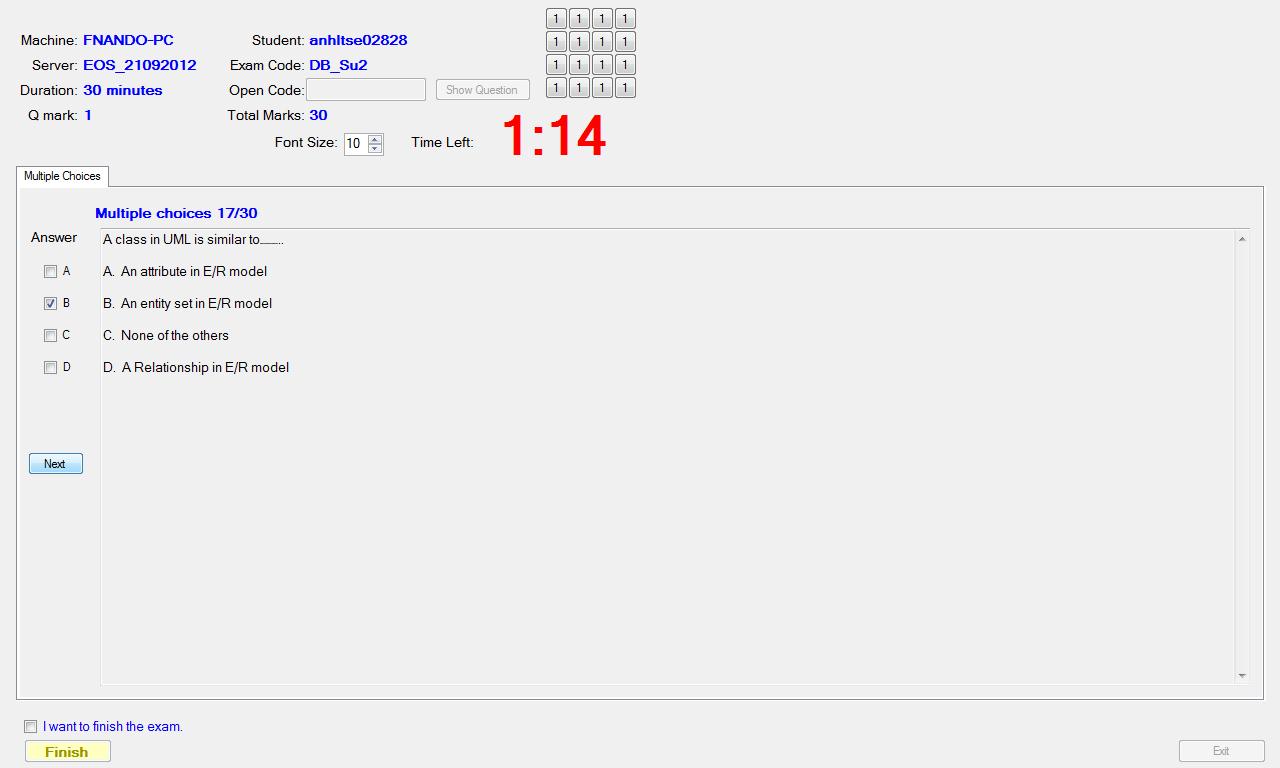 Machine: FNANDO-PC Student: anhltse02828
Server: EOS_21092012 Exam Code: DB_Su2
Duration: 30 minutes Open Code: Show Question
Q mark: 1 Total Marks: 30
1 1 1 1
1 1 1 1
1 1 1 1
1 1 1 1
Font Size: 10 Time Left: 1:14
Multiple Choices
Multiple choices 17/30
Answer
A class in UML is similar to____..
A A. An attribute in E/R model
B B. An entity set in E/R model
C C. None of the others
D D. A Relationship in E/R model
Next
I want to finish the exam.
Finish
Exit